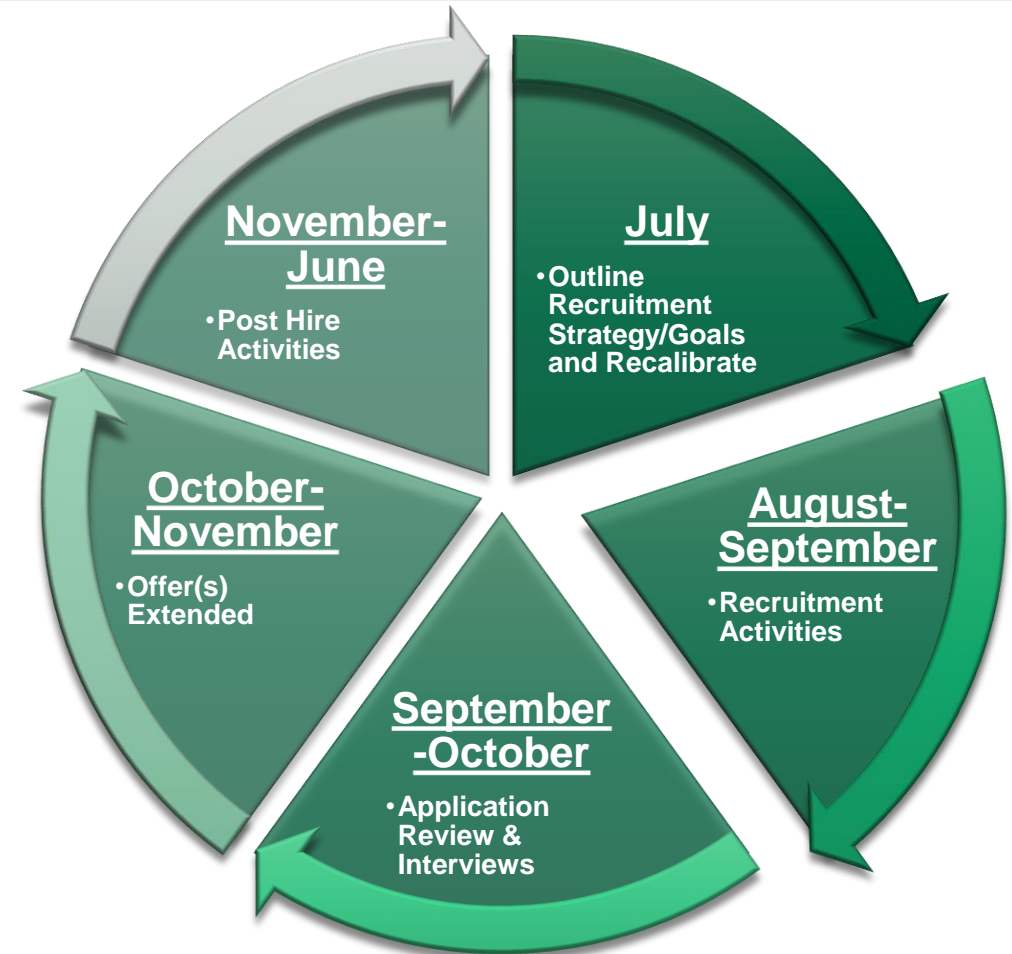 July
•Outline
Recruitment
Strategy/Goals
and Recalibrate
August-
September
•Recruitment
Activities
September
-October
•Application
Review &
Interviews
October-
November
•Offer(s)
Extended
November-
June
•Post Hire
Activities